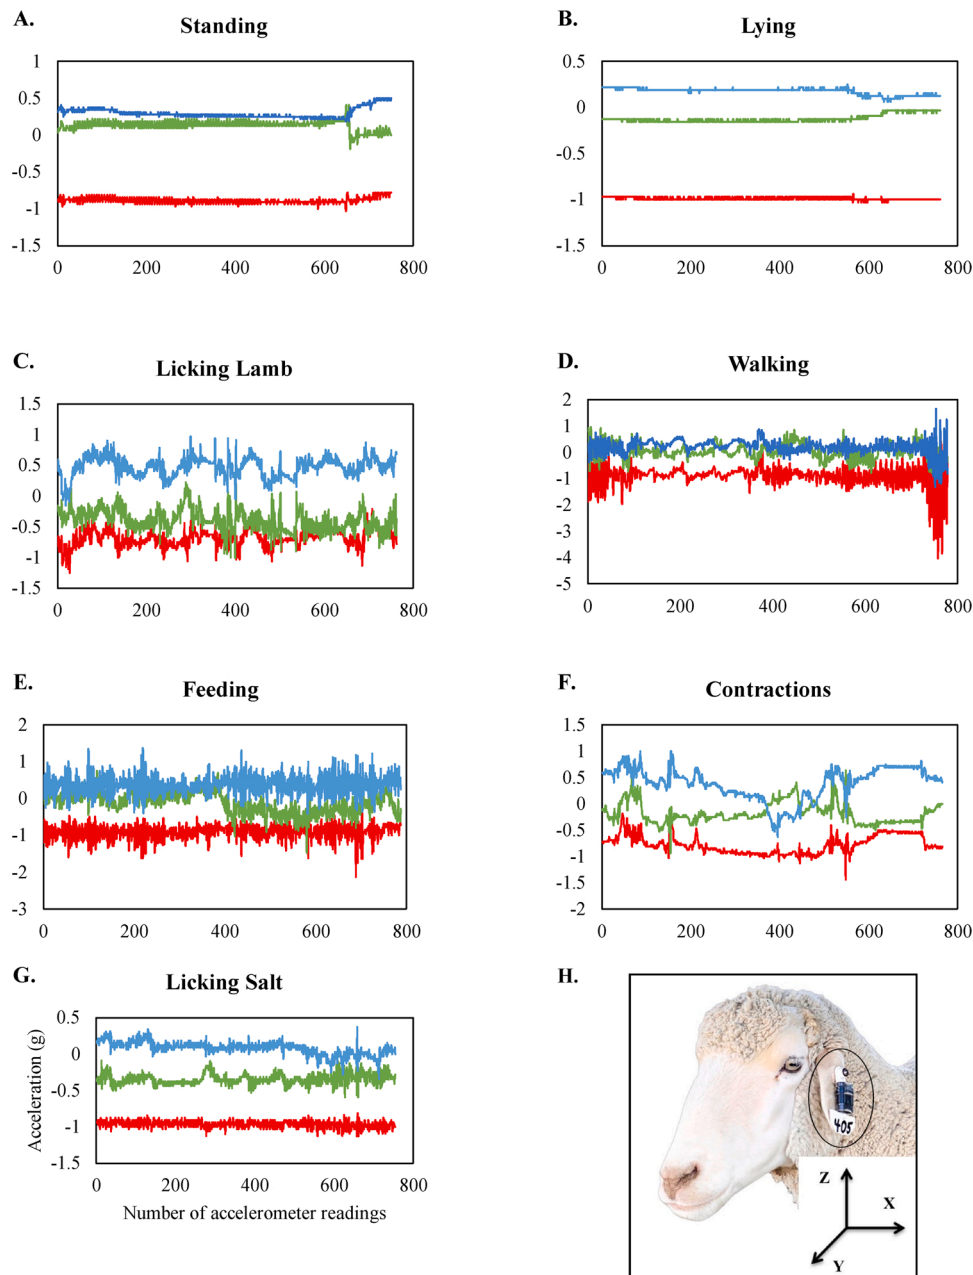 A.
Standing
1
0.5
0
-0.5
-1
-1.5
0 200 400 600 800
B.
Lying
0.5
0
-0.5
-1
-1.5
0 200 400 600 800
C.
Licking Lamb
1.5
1
0.5
0
-0.5
-1
-1.5
0 200 400 600 800
D.
Walking
2
1
0
-1
-2
-3
-4
-5
0 200 400 600 800
E.
Feeding
2
1
0
-1
-2
-3
0 200 400 600 800
F.
Contractions
1.5
1
0.5
0
-0.5
-1
-1.5
-2
0 200 400 600 800
G.
Licking Salt
Acceleration (g)
0.5
0
-0.5
-1
-1.5
0 200 400 600 800
Number of accelerometer readings
H.
405
Z
X
Y